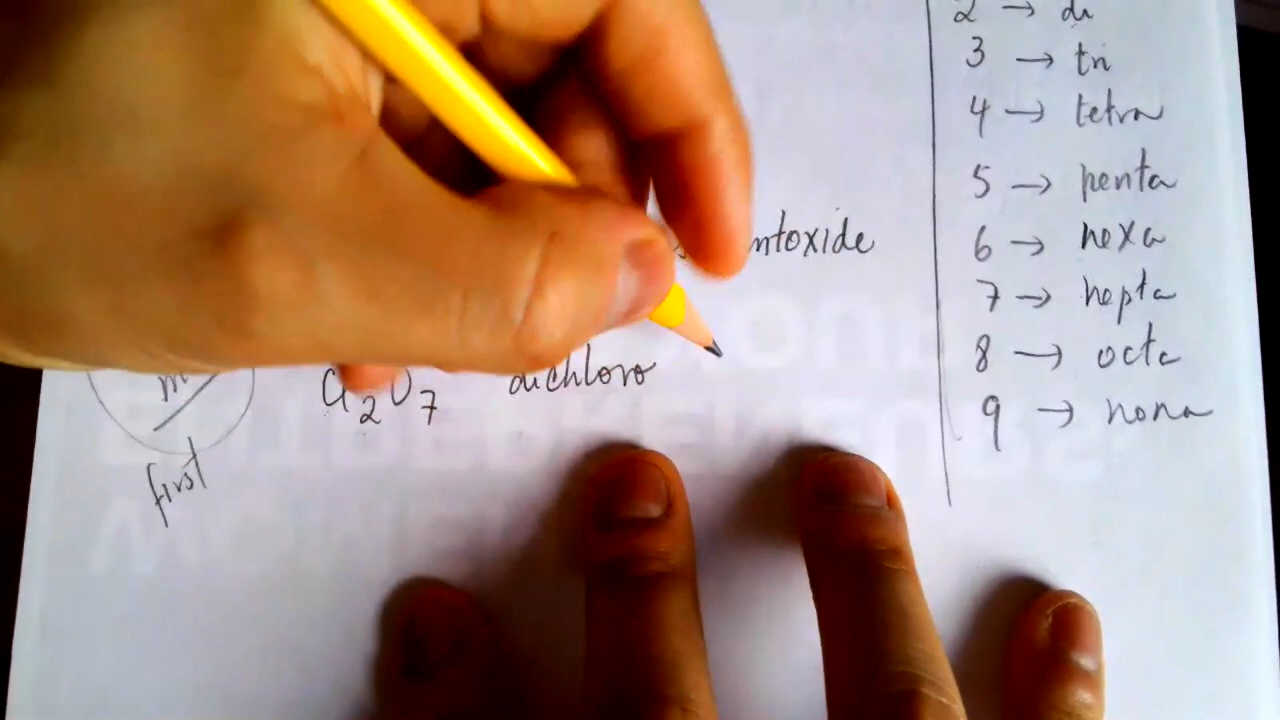 2 → di
3 → tri
4 → tetra
5 → penta
ntoxide
6 → hexa
7 → hepta
8 → octa
Cl2O7 dichloro
9 → nona
first